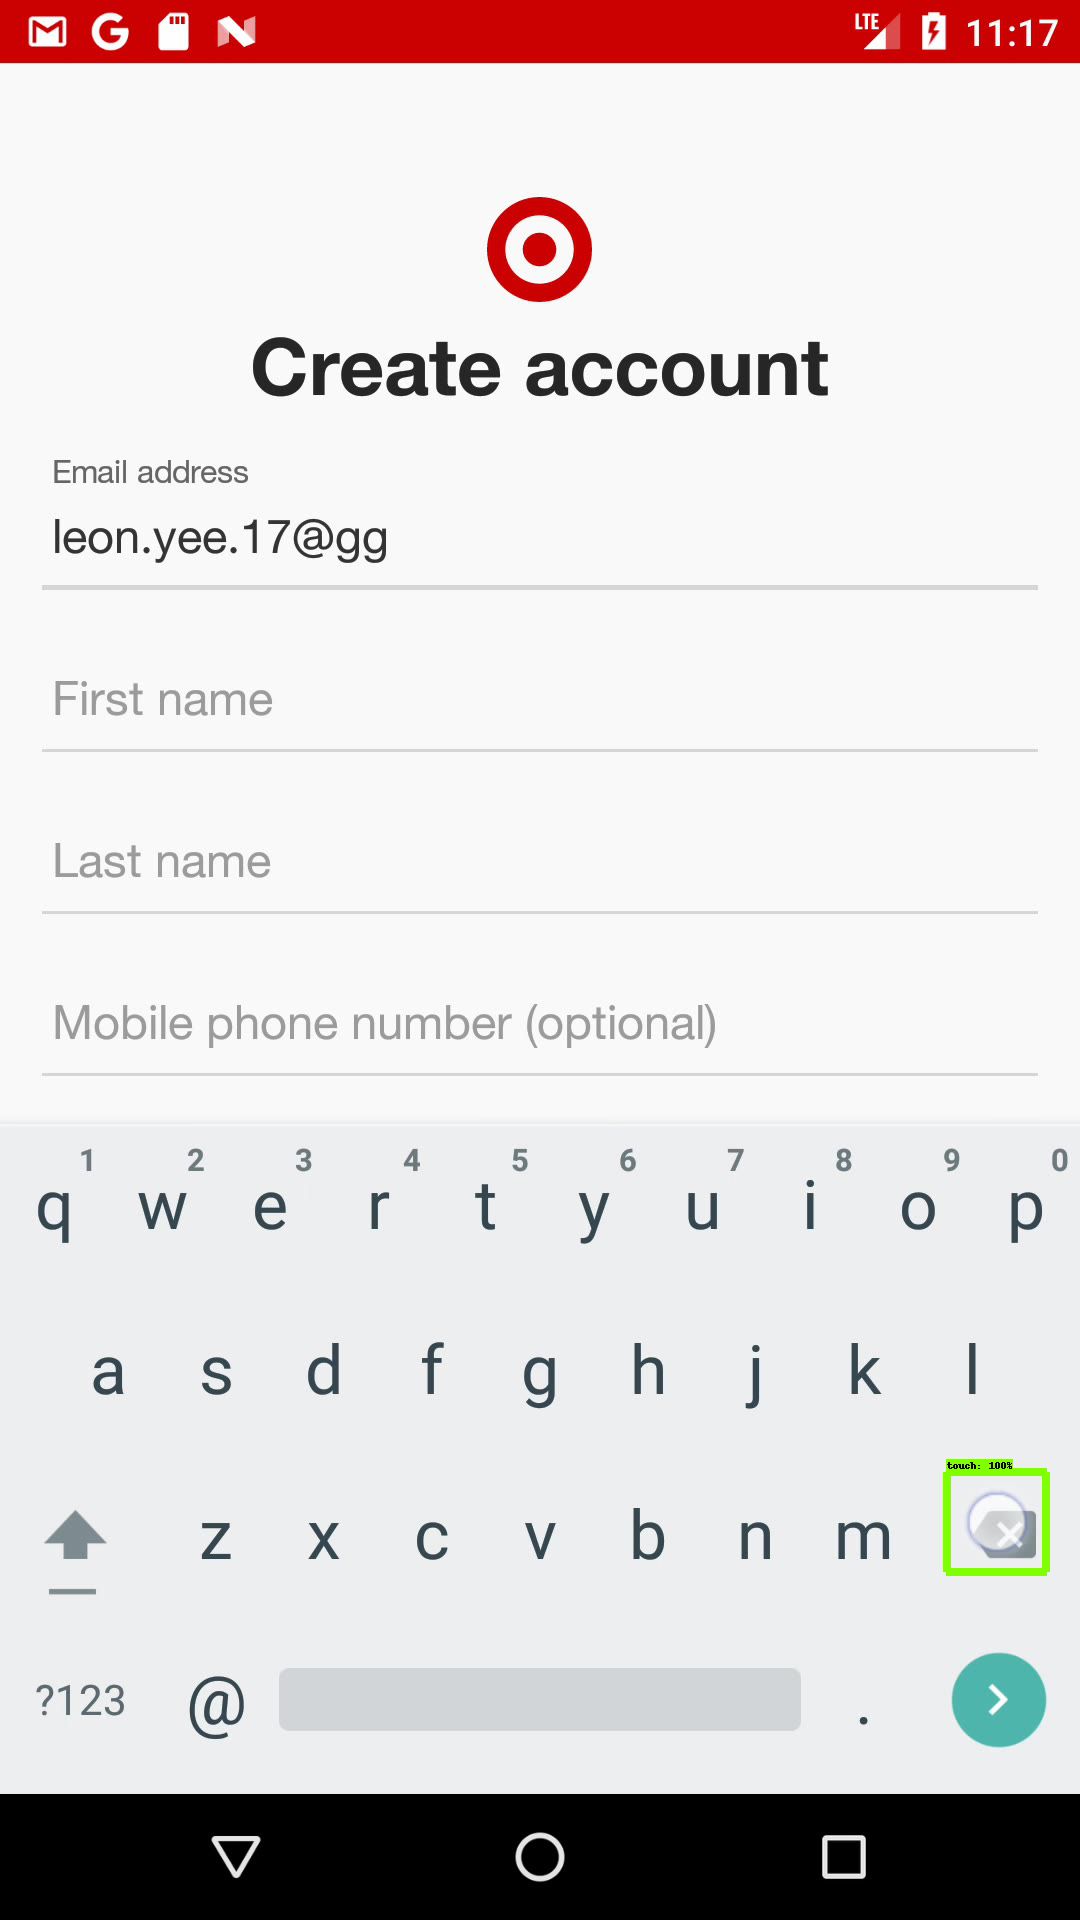 LTE 11:17
Create account
Email address
leon.yee.17@gg
First name
Last name
Mobile phone number (optional)
1 2 3 4 5 6 7 8 9 0
q w e r t y u i o p
a s d f g h j k l
touch: 100%
z x c v b n m
?123 @ .